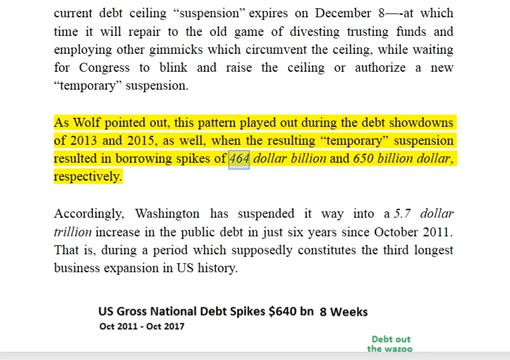 current debt ceiling “suspension” expires on December 8—-at which
time it will repair to the old game of divesting trusting funds and
employing other gimmicks which circumvent the ceiling, while waiting
for Congress to blink and raise the ceiling or authorize a new
“temporary” suspension.
As Wolf pointed out, this pattern played out during the debt showdowns
of 2013 and 2015, as well, when the resulting “temporary” suspension
resulted in borrowing spikes of 464 dollar billion and 650 billion dollar,
respectively.
Accordingly, Washington has suspended it way into a 5.7 dollar
trillion increase in the public debt in just six years since October 2011.
That is, during a period which supposedly constitutes the third longest
business expansion in US history.
US Gross National Debt Spikes $640 bn 8 Weeks
Oct 2011 - Oct 2017
Debt out
the wazoo